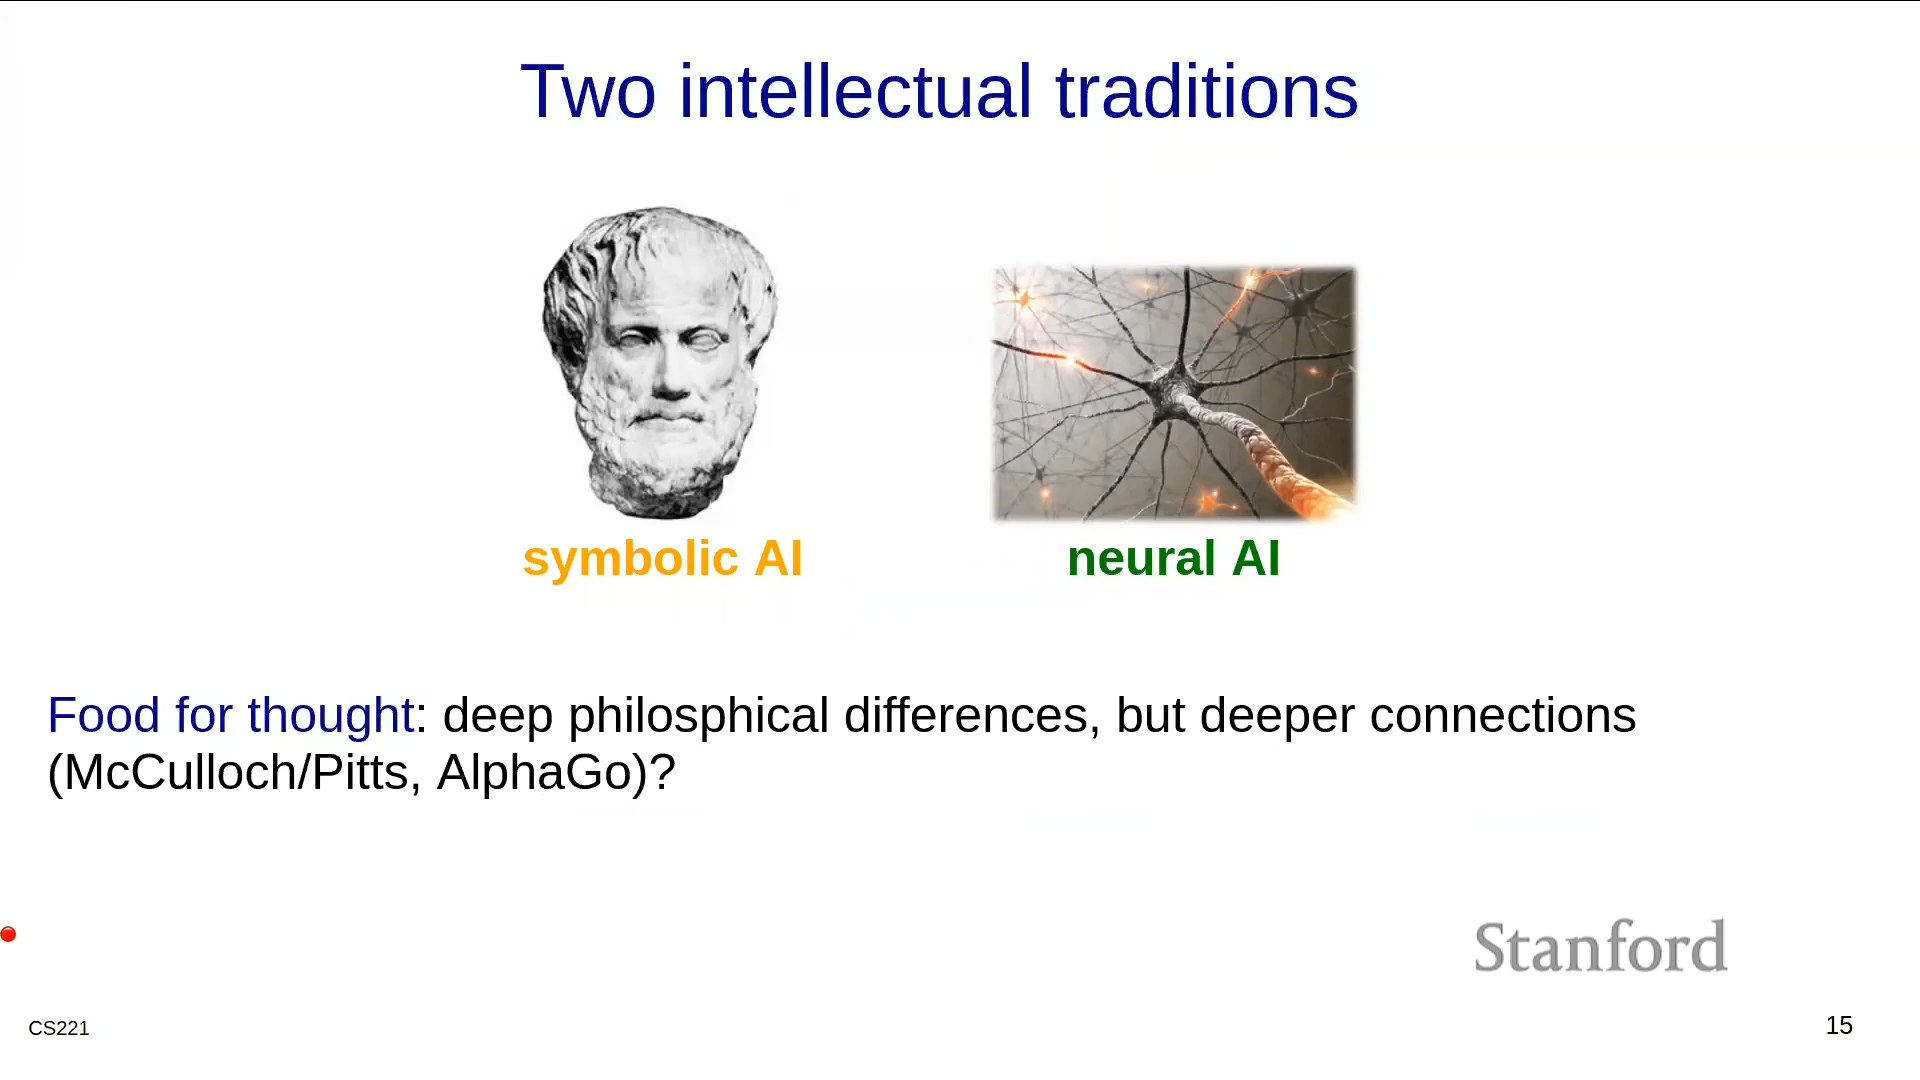 Two intellectual traditions
symbolic AI
neural AI
Food for thought: deep philosphical differences, but deeper connections
(McCulloch/Pitts, AlphaGo)?
Stanford
CS221
15